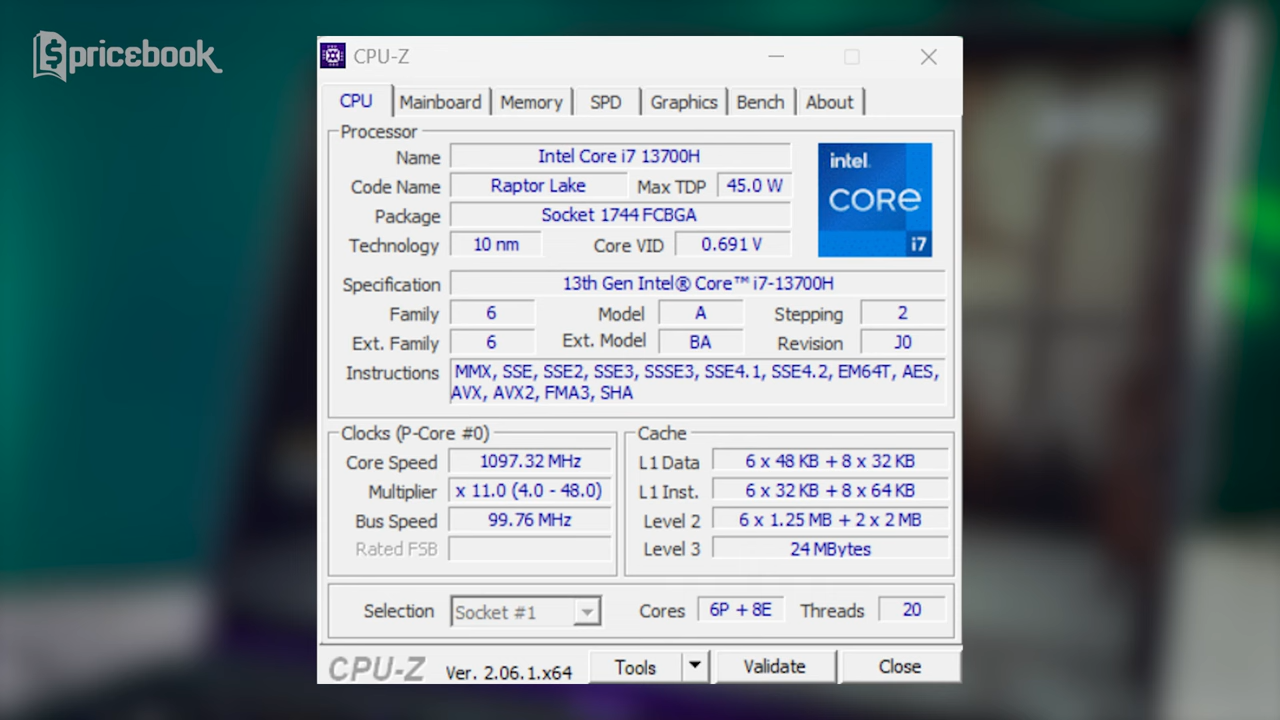 pricebook
CPU-Z
CPU Mainboard Memory SPD Graphics Bench About
Processor
Name Intel Core i7 13700H
Code Name Raptor Lake Max TDP 45.0 W
Package Socket 1744 FCBGA
Technology 10 nm Core VID 0.691 V
intel.
CORE
i7
Specification 13th Gen Intel® Core™ i7-13700H
Family 6 Model A Stepping 2
Ext. Family 6 Ext. Model BA Revision J0
Instructions MMX, SSE, SSE2, SSE3, SSSE3, SSE4.1, SSE4.2, EM64T, AES,
AVX, AVX2, FMA3, SHA
Clocks (P-Core #0)
Core Speed 1097.32 MHz
Multiplier x 11.0 (4.0 - 48.0)
Bus Speed 99.76 MHz
Rated FSB
Cache
L1 Data 6 x 48 KB + 8 x 32 KB
L1 Inst. 6 x 32 KB + 8 x 64 KB
Level 2 6 x 1.25 MB + 2 x 2 MB
Level 3 24 MBytes
Selection Socket #1 Cores 6P + 8E Threads 20
CPU-Z Ver. 2.06.1.x64 Tools Validate Close